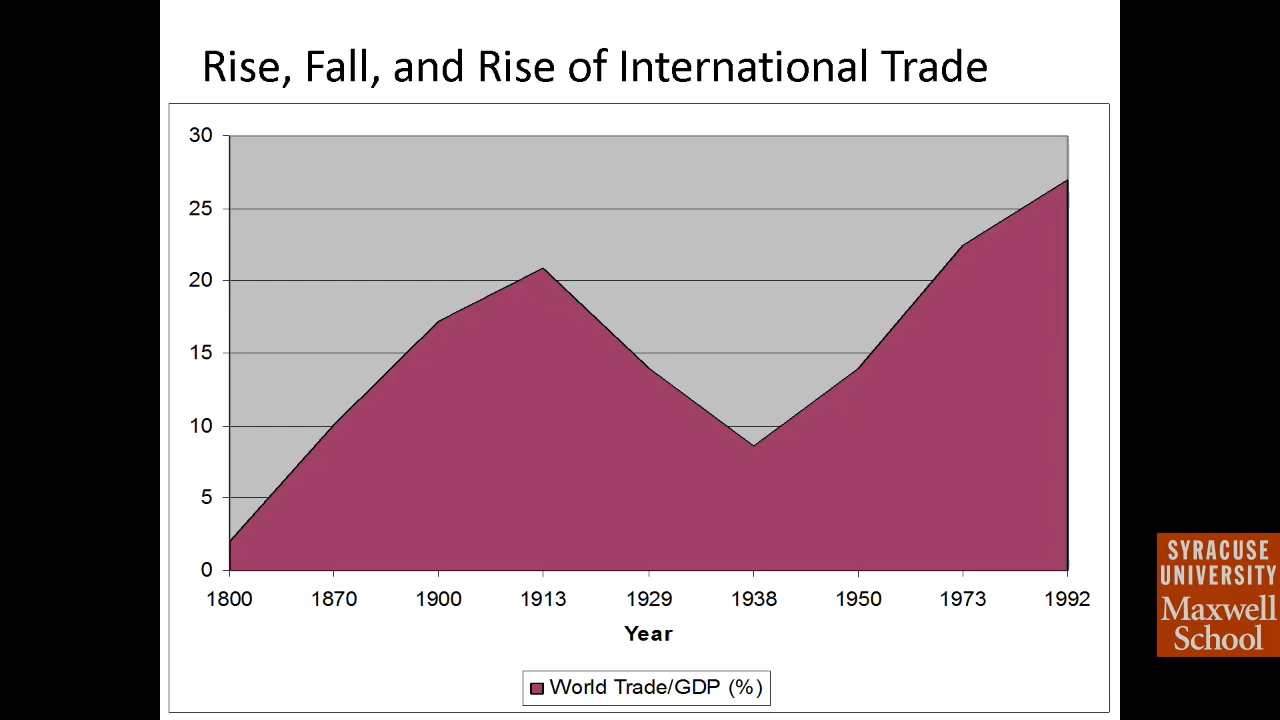 Rise, Fall, and Rise of International Trade
30
25
20
15
10
5
0
1800 1870 1900 1913 1929 1938 1950 1973 1992
Year
World Trade/GDP (%)
SYRACUSE
UNIVERSITY
Maxwell
School